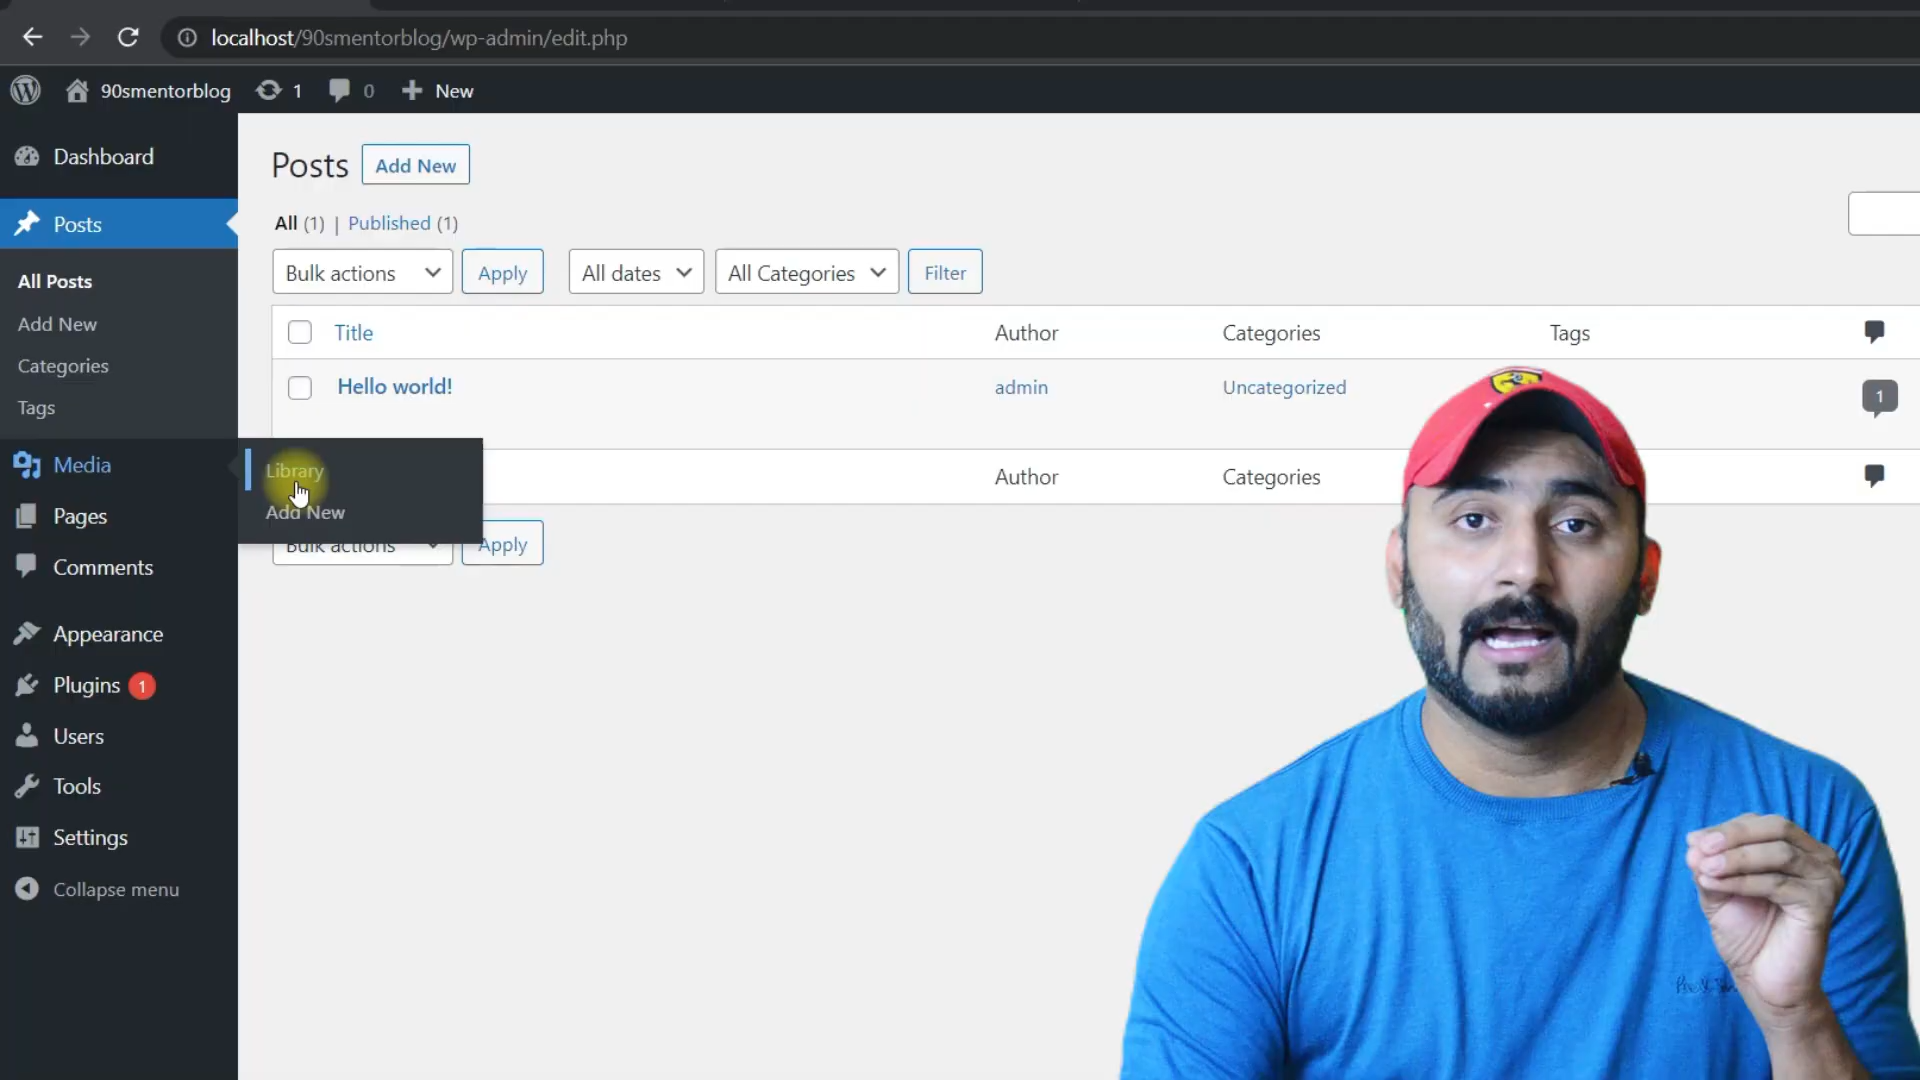 localhost/90smentorblog/wp-admin/edit.php
90smentorblog 1 0 New
Dashboard
Posts
All Posts
Add New
Categories
Tags
Media
Library
Add New
Pages
Comments
Appearance
Plugins 1
Users
Tools
Settings
Collapse menu
Posts Add New
All (1) | Published (1)
Bulk actions Apply All dates All Categories Filter
Title Author Categories Tags
Hello world! admin Uncategorized 1
Author Categories
Bulk actions Apply